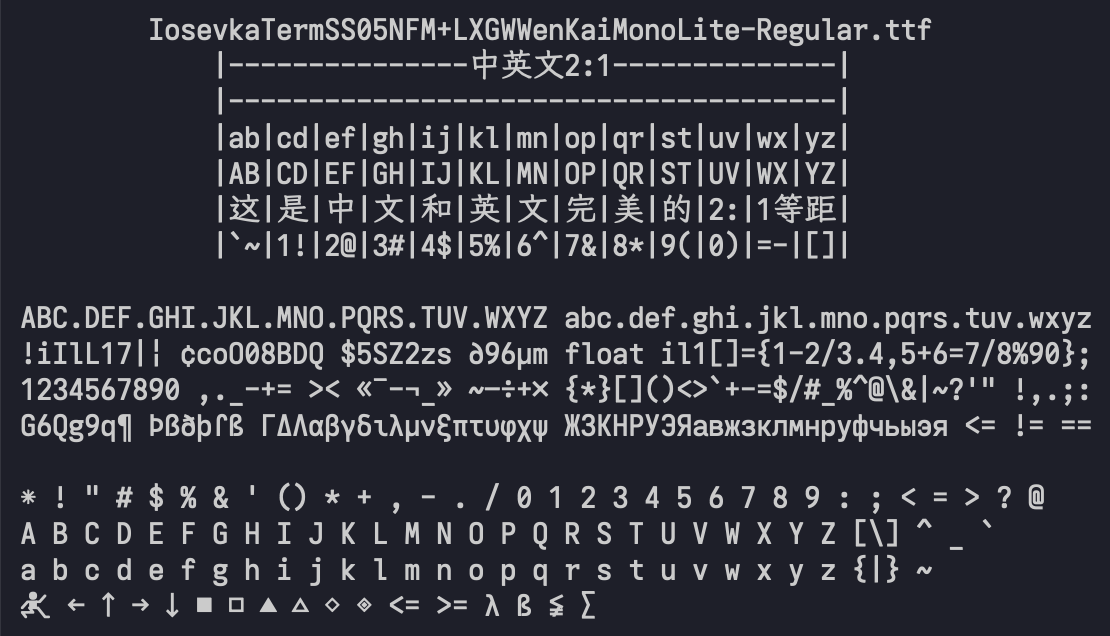 IosevkaTermSS05NFM+LXGWWenKaiMonoLite-Regular.ttf
|---------------中英文2:1--------------|
|--------------------------------------|
|ab|cd|ef|gh|ij|kl|mn|op|qr|st|uv|wx|yz|
|AB|CD|EF|GH|IJ|KL|MN|OP|QR|ST|UV|WX|YZ|
|这|是|中|文|和|英|文|完|美|的|2:|1等距|
|`~|1!|2@|3#|4$|5%|6^|7&|8*|9(|0)|=-|[]|
ABC.DEF.GHI.JKL.MNO.PQRS.TUV.WXYZ abc.def.ghi.jkl.mno.pqrs.tuv.wxyz
!iIlL17|¦ ¢coO08BDQ $5SZ2zs ∂96µm float il1[]={1-2/3.4,5+6=7/8%90};
1234567890 ,._-+= >< «¯-¬_» ~–÷+× {*}[]()<>`+-=$/#_%^@\&|~?'" !,.;:
G6Qg9q¶ Þßðþſß ΓΔΛαβγδιλμνξπτυφχψ ЖЗКНРУЭЯавжзклмнруфчьыэя <= != ==
* ! " # $ % & ' () * + , - . / 0 1 2 3 4 5 6 7 8 9 : ; < = > ? @
A B C D E F G H I J K L M N O P Q R S T U V W X Y Z [\] ^ _ `
a b c d e f g h i j k l m n o p q r s t u v w x y z {|} ~
← ↑ → ↓ ■ □ ▲ △ ◇ ◈ <= >= λ ß ≨ ∑